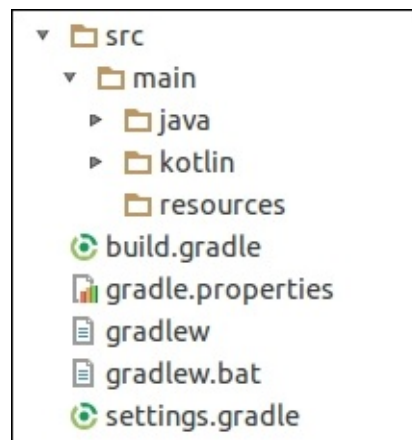 src
main
java
kotlin
resources
build.gradle
gradle.properties
gradlew
gradlew.bat
settings.gradle